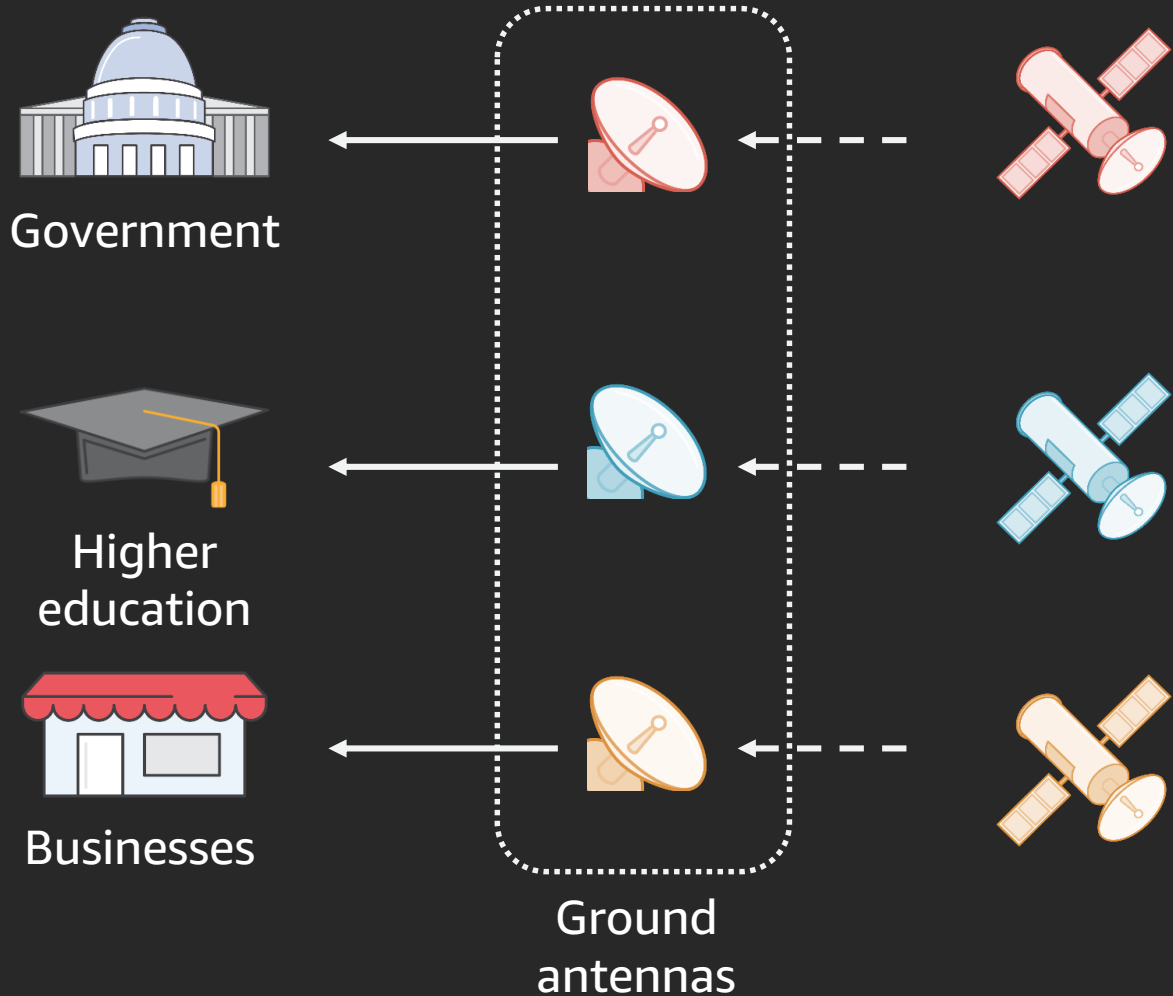 Government
Higher
education
Businesses
Ground
antennas